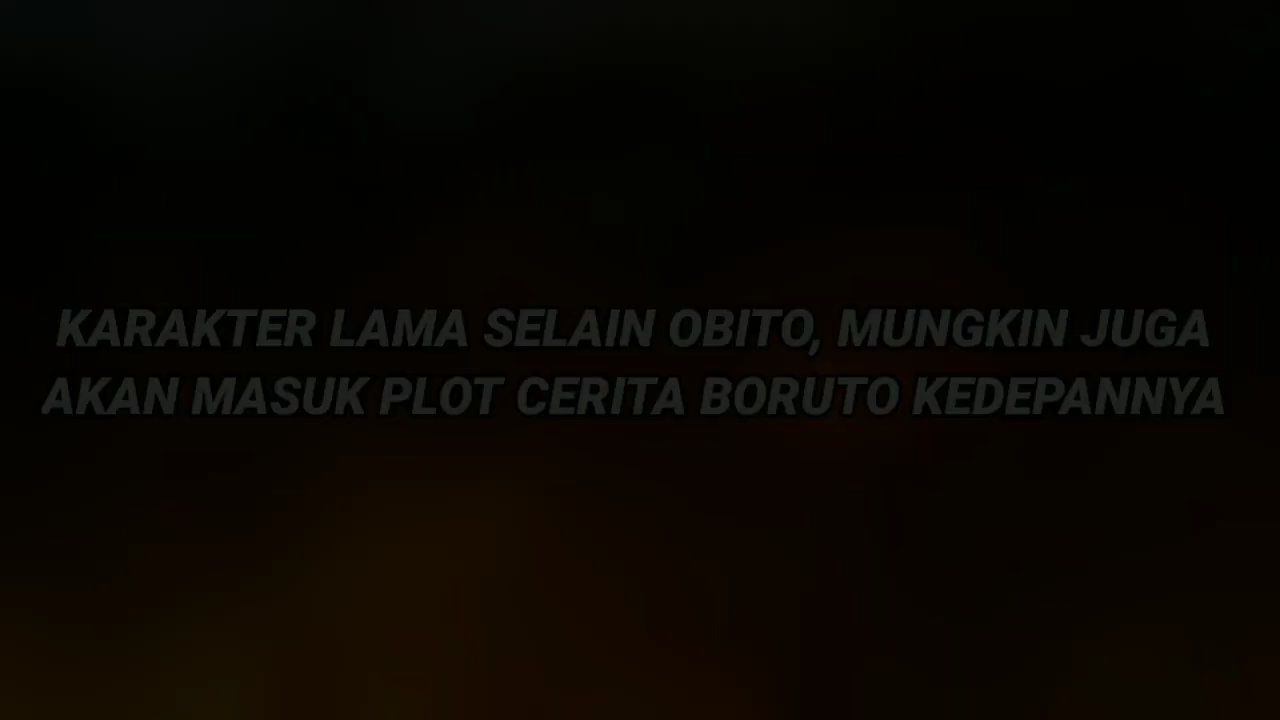 KARAKTER LAMA SELAIN OBITO, MUNGKIN JUGA
AKAN MASUK PLOT CERITA BORUTO KEDEPANNYA